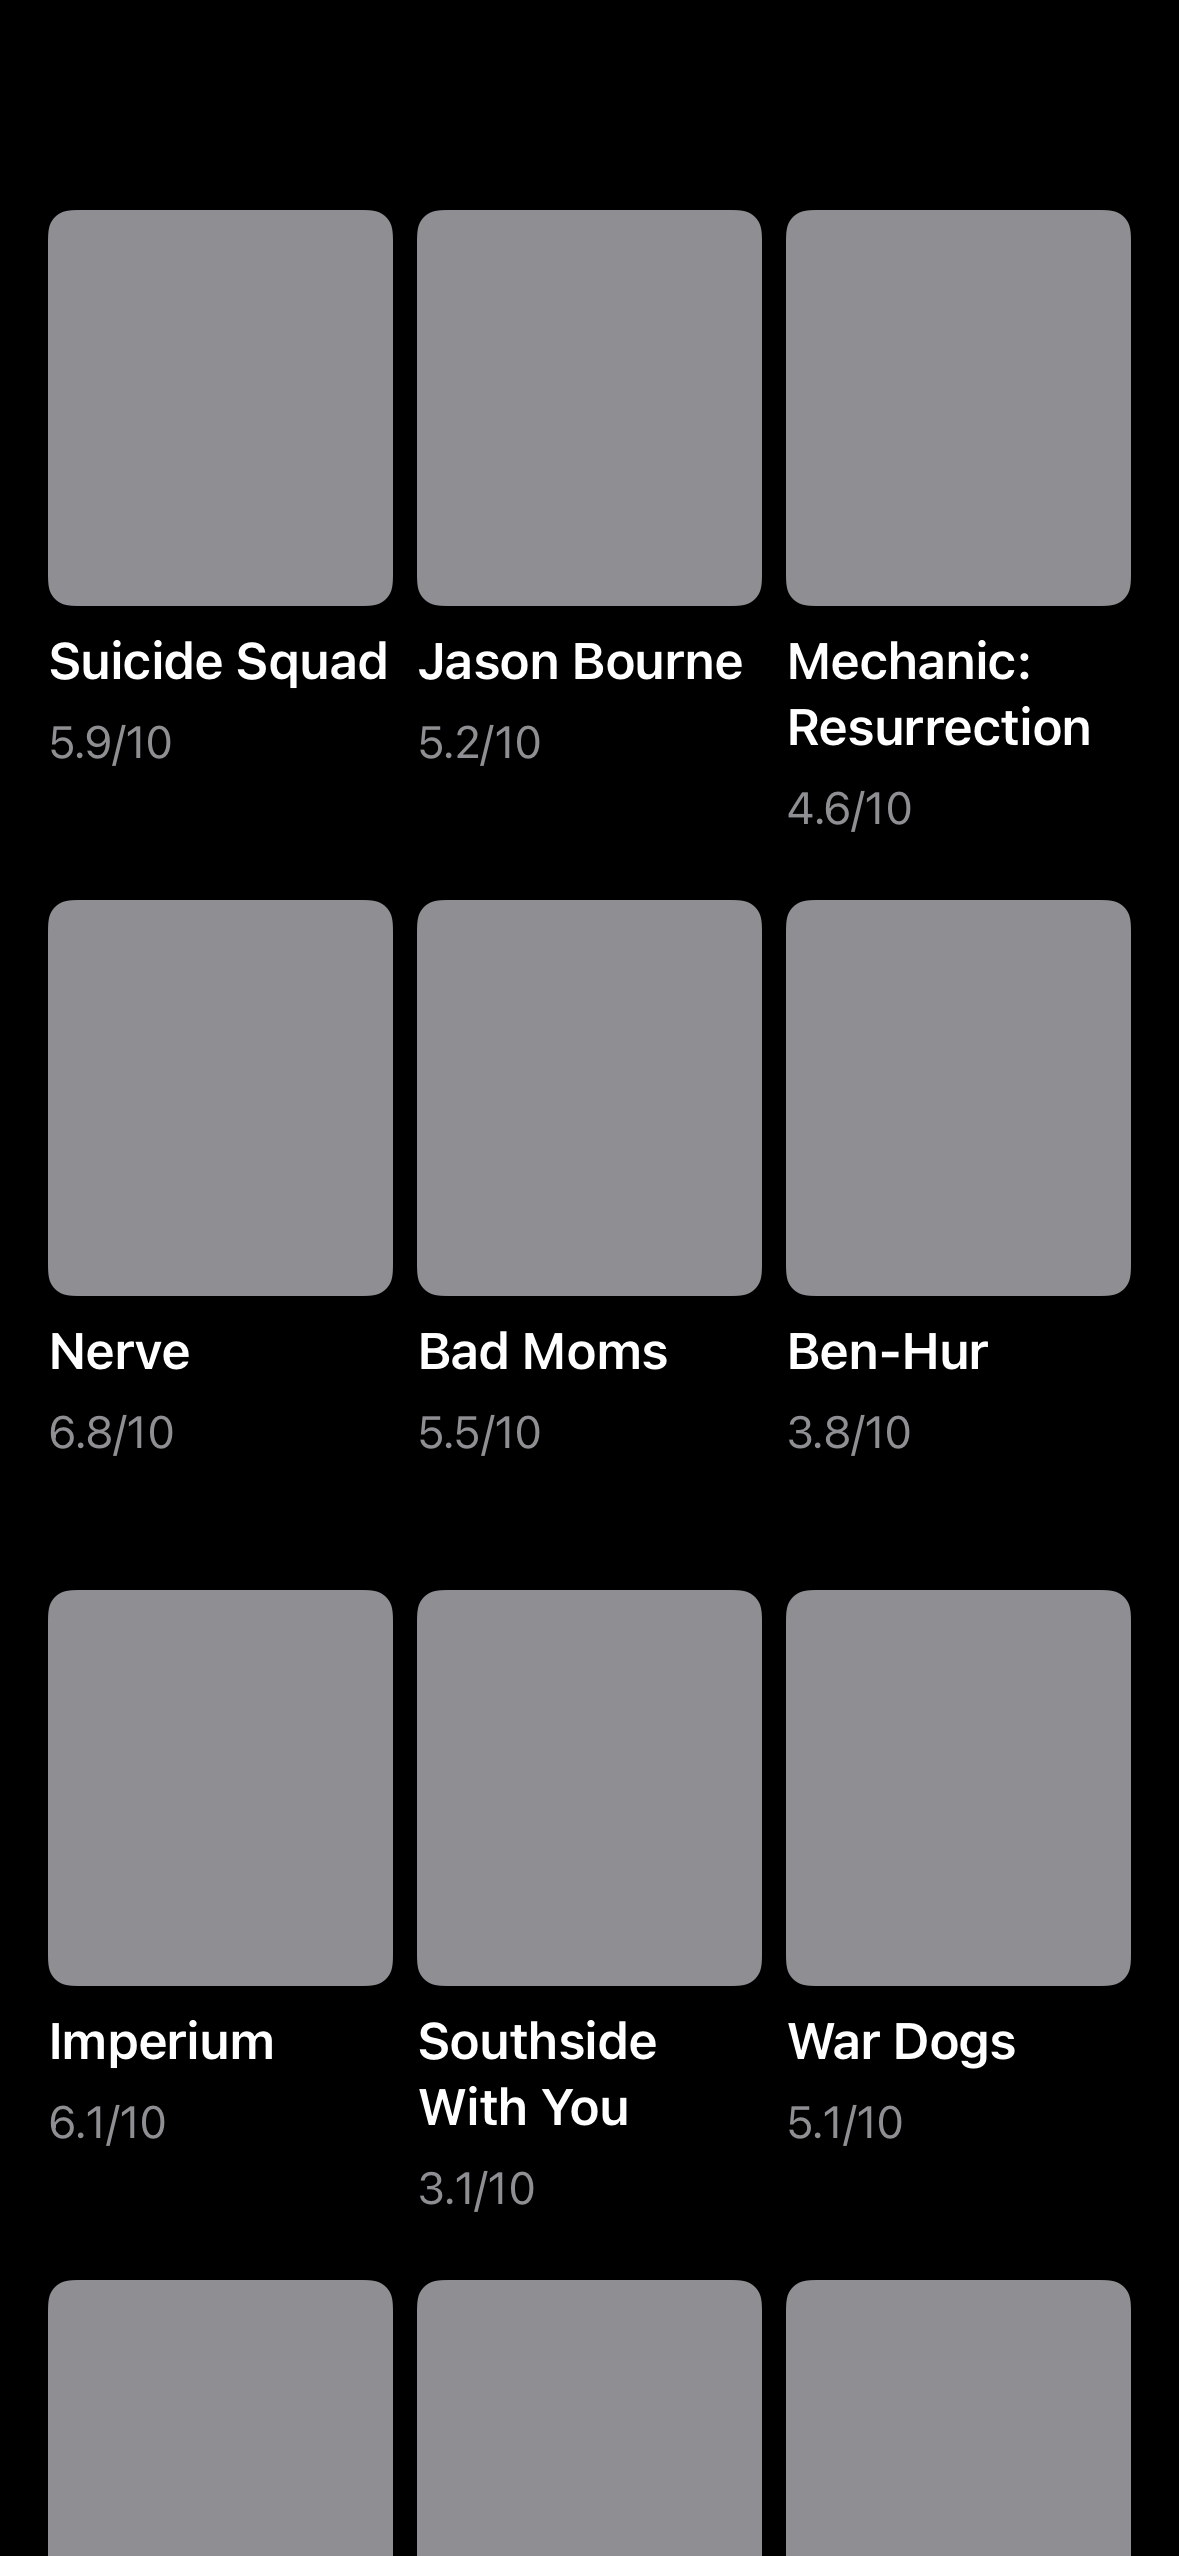 Suicide Squad
5.9/10
Jason Bourne
5.2/10
Mechanic:
Resurrection
4.6/10
Nerve
6.8/10
Bad Moms
5.5/10
Ben-Hur
3.8/10
Imperium
6.1/10
Southside
With You
3.1/10
War Dogs
5.1/10